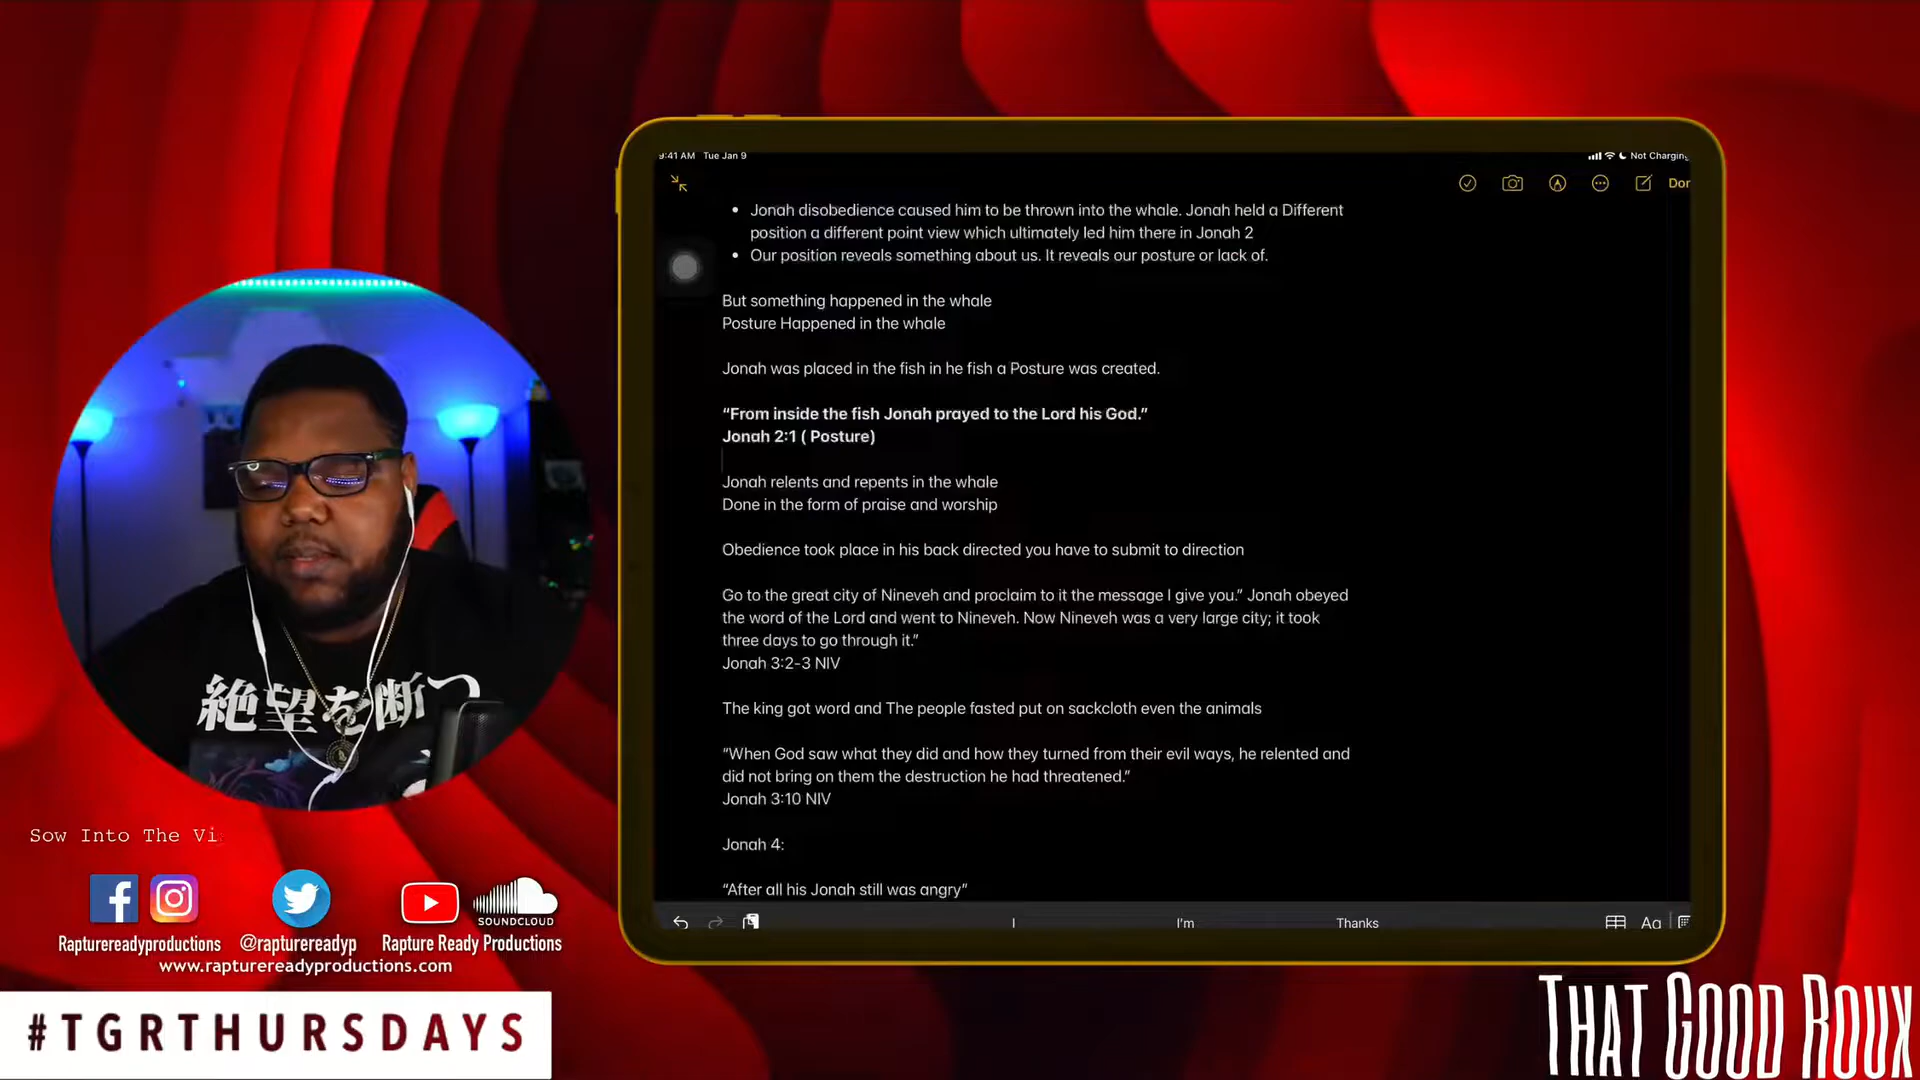 9:41 AM Tue Jan 9
Not Charging
Don
• Jonah disobedience caused him to be thrown into the whale. Jonah held a Different
position a different point view which ultimately led him there in Jonah 2
• Our position reveals something about us. It reveals our posture or lack of.
But something happened in the whale
Posture Happened in the whale
Jonah was placed in the fish in he fish a Posture was created.
“From inside the fish Jonah prayed to the Lord his God.”
Jonah 2:1 ( Posture)
Jonah relents and repents in the whale
Done in the form of praise and worship
Obedience took place in his back directed you have to submit to direction
Go to the great city of Nineveh and proclaim to it the message I give you.” Jonah obeyed
the word of the Lord and went to Nineveh. Now Nineveh was a very large city; it took
three days to go through it.”
Jonah 3:2-3 NIV
The king got word and The people fasted put on sackcloth even the animals
“When God saw what they did and how they turned from their evil ways, he relented and
did not bring on them the destruction he had threatened.”
Jonah 3:10 NIV
Jonah 4:
“After all his Jonah still was angry”
I I'm Thanks
Aa
絶望を断つ
Sow Into The Vi
SOUNDCLOUD
Rapturereadyproductions @rapturereadyp Rapture Ready Productions
www.rapturereadyproductions.com
#TGRTHURSDAYS
THAT GOOD ROUX